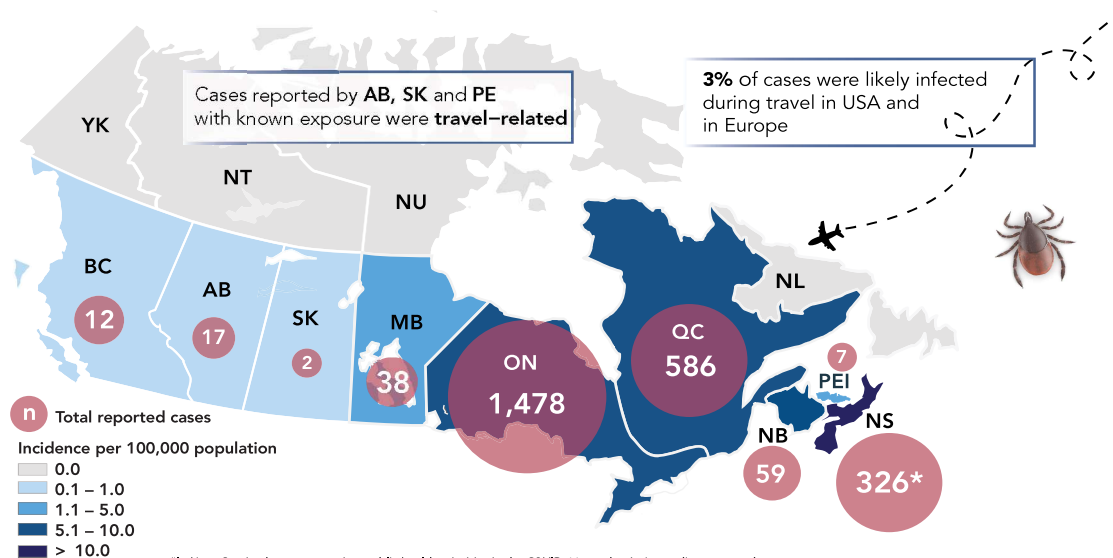 Cases reported by AB, SK and PE
with known exposure were travel–related
3% of cases were likely infected
during travel in USA and
in Europe
YK
NT
NU
BC
12
AB
17
SK
2
MB
38
ON
1,478
QC
586
NL
7
PEI
NB
59
NS
326*
n Total reported cases
Incidence per 100,000 population
0.0
0.1 – 1.0
1.1 – 5.0
5.1 – 10.0
> 10.0